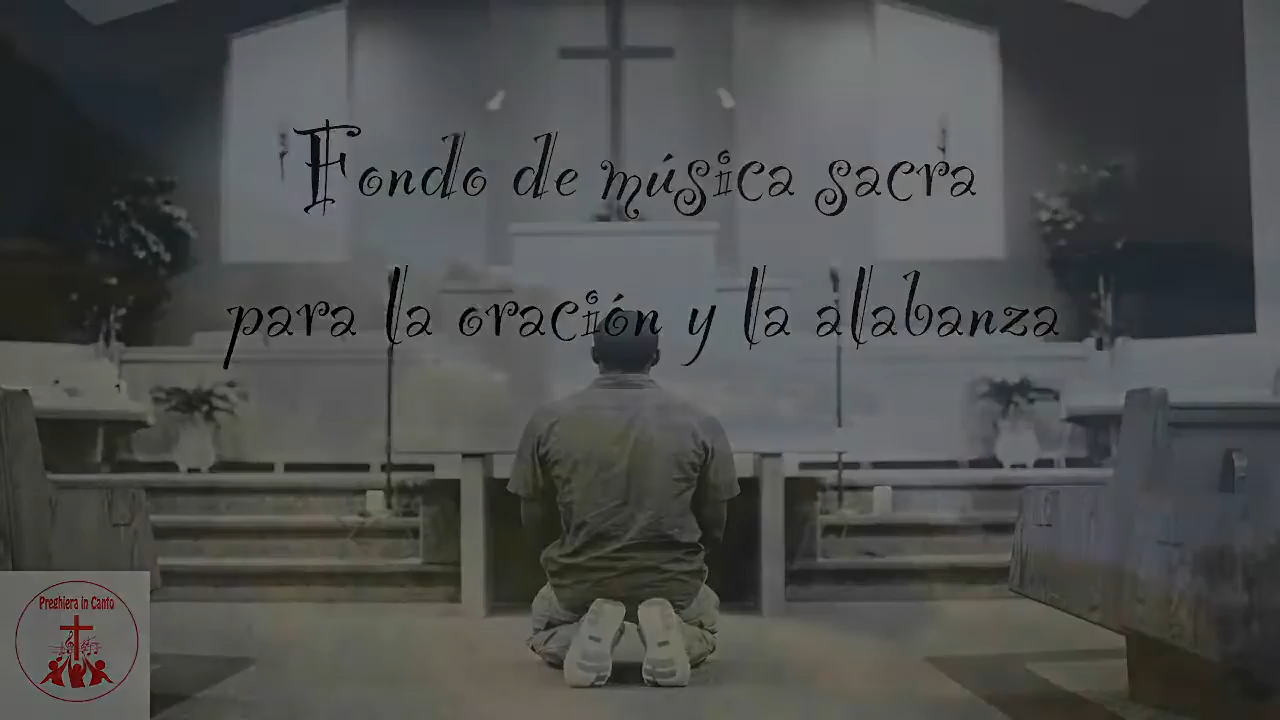 Fondo de música sacra
para la oración y la alabanza
Preghiera in Canto